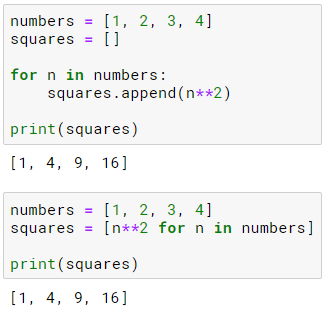 numbers = [1, 2, 3, 4]
squares = []
for n in numbers:
    squares.append(n**2)
print(squares)
[1, 4, 9, 16]
numbers = [1, 2, 3, 4]
squares = [n**2 for n in numbers]
print(squares)
[1, 4, 9, 16]